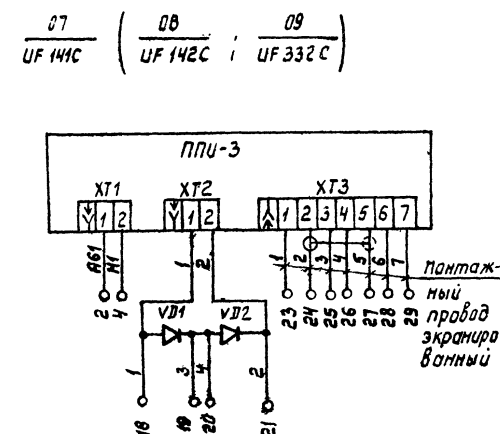 07 ( 08 09 )
UF 141C UF 142C ; UF 332C
ППИ-3
XT1 XT2 XT3
1 2 1 2 1 2 3 4 5 6 7
A61 N1 1 2 1 2 3 4 5 6 7
Монтаж-
ный
провод
экраниро
ванный
2 4 23 24 25 26 27 28 29
VD1 VD2
1 3 4 2
18 19 20 21